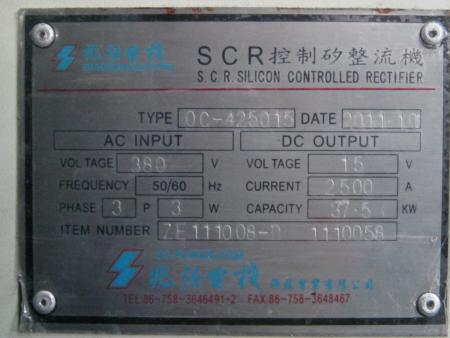 SCR控制矽整流機
S.C.R. SILICON CONTROLLED RECTIFIER
TYPE OC-425015 DATE 2011-10
AC INPUT DC OUTPUT
VOLTAGE 380 V VOLTAGE 15 V
FREQUENCY 50/60 Hz CURRENT 2500 A
PHASE 3 P 3 W CAPACITY 37.5 KW
ITEM NUMBER ZE111008-D 1110058
TEL:86-758-3646491-2 FAX:86-758-3648467